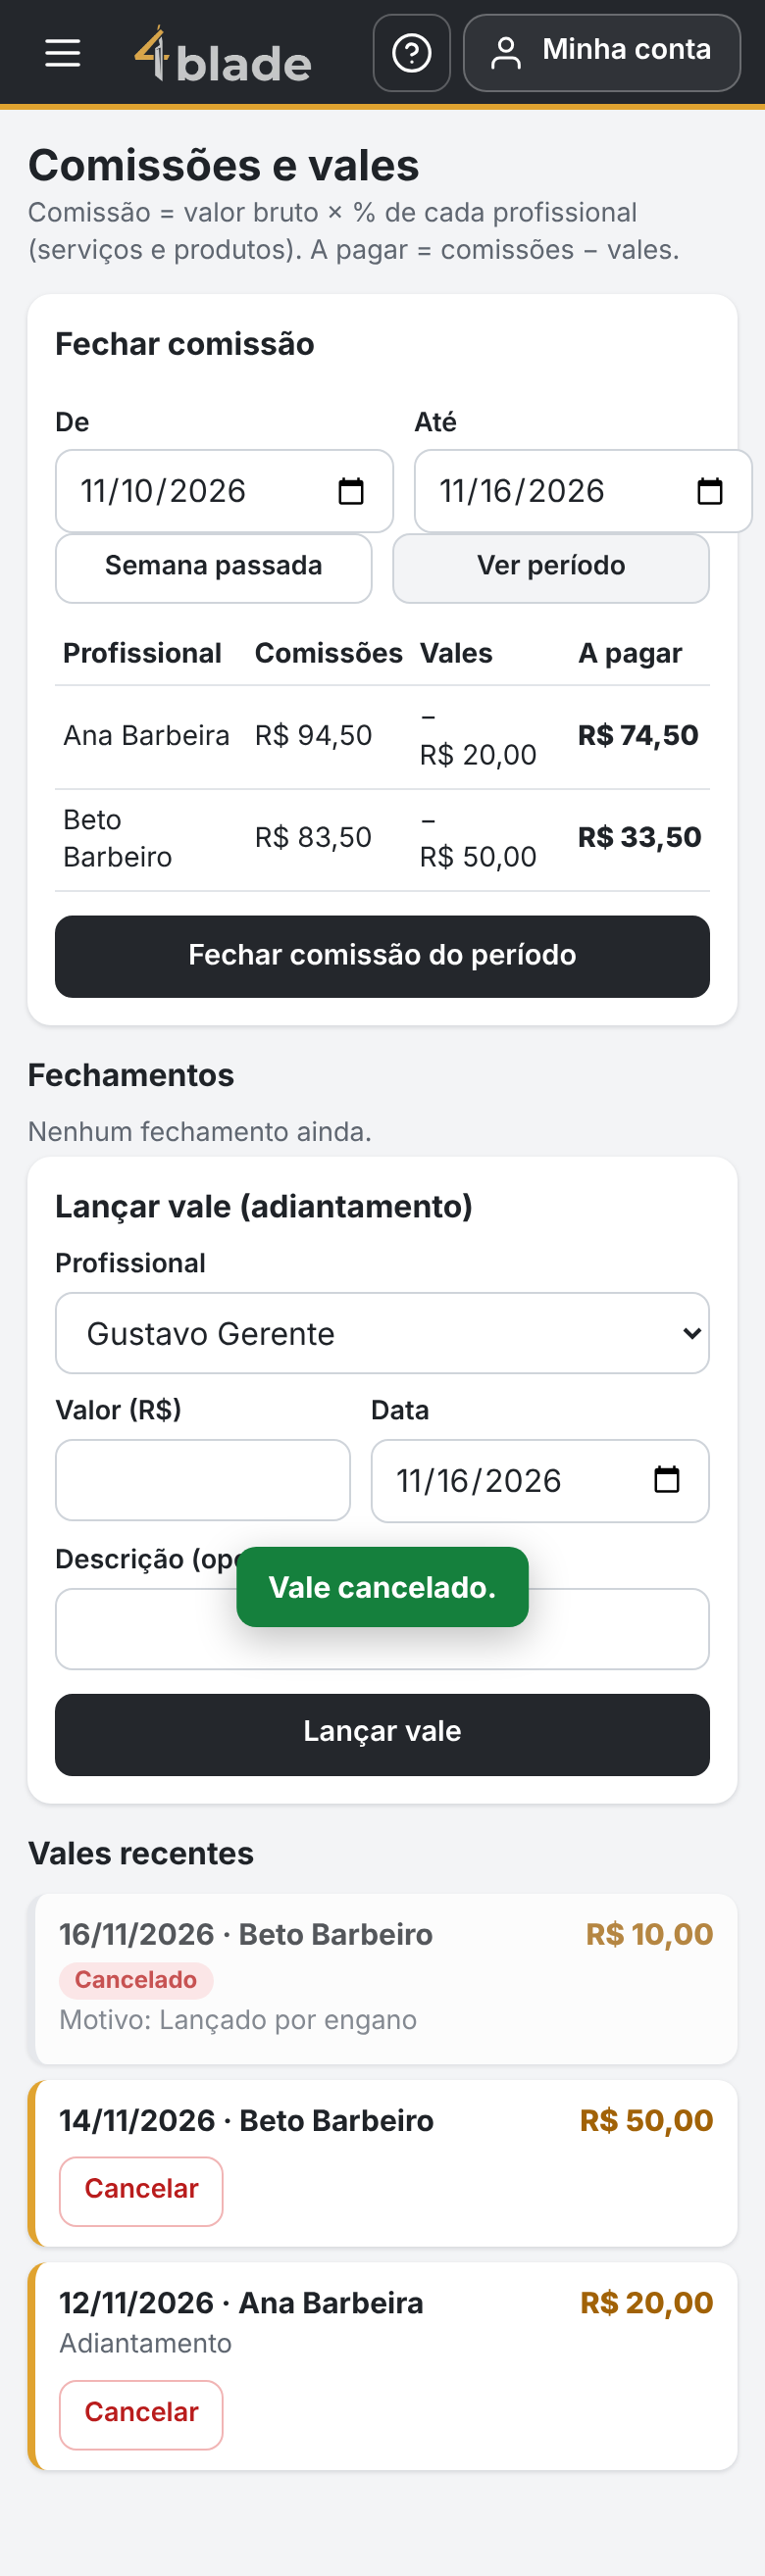 4blade
Minha conta
Comissões e vales
Comissão = valor bruto × % de cada profissional
(serviços e produtos). A pagar = comissões − vales.
Fechar comissão
De
Até
11/10/2026
11/16/2026
Semana passada
Ver período
Profissional Comissões Vales A pagar
Ana Barbeira R$ 94,50 − R$ 20,00 R$ 74,50
Beto Barbeiro R$ 83,50 − R$ 50,00 R$ 33,50
Fechar comissão do período
Fechamentos
Nenhum fechamento ainda.
Lançar vale (adiantamento)
Profissional
Gustavo Gerente
Valor (R$)
Data
11/16/2026
Descrição
Vale cancelado.
Lançar vale
Vales recentes
16/11/2026 · Beto Barbeiro R$ 10,00
Cancelado
Motivo: Lançado por engano
14/11/2026 · Beto Barbeiro R$ 50,00
Cancelar
12/11/2026 · Ana Barbeira R$ 20,00
Adiantamento
Cancelar